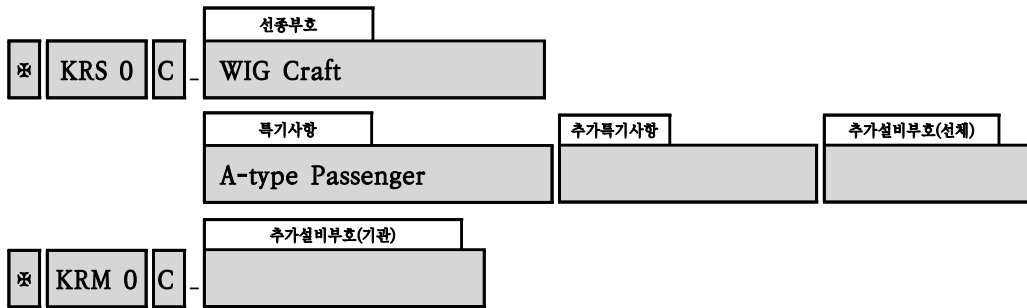 선종부호
✠ KRS 0 C - WIG Craft
특기사항 추가특기사항 추가설비부호(선체)
A-type Passenger
추가설비부호(기관)
✠ KRM 0 C -